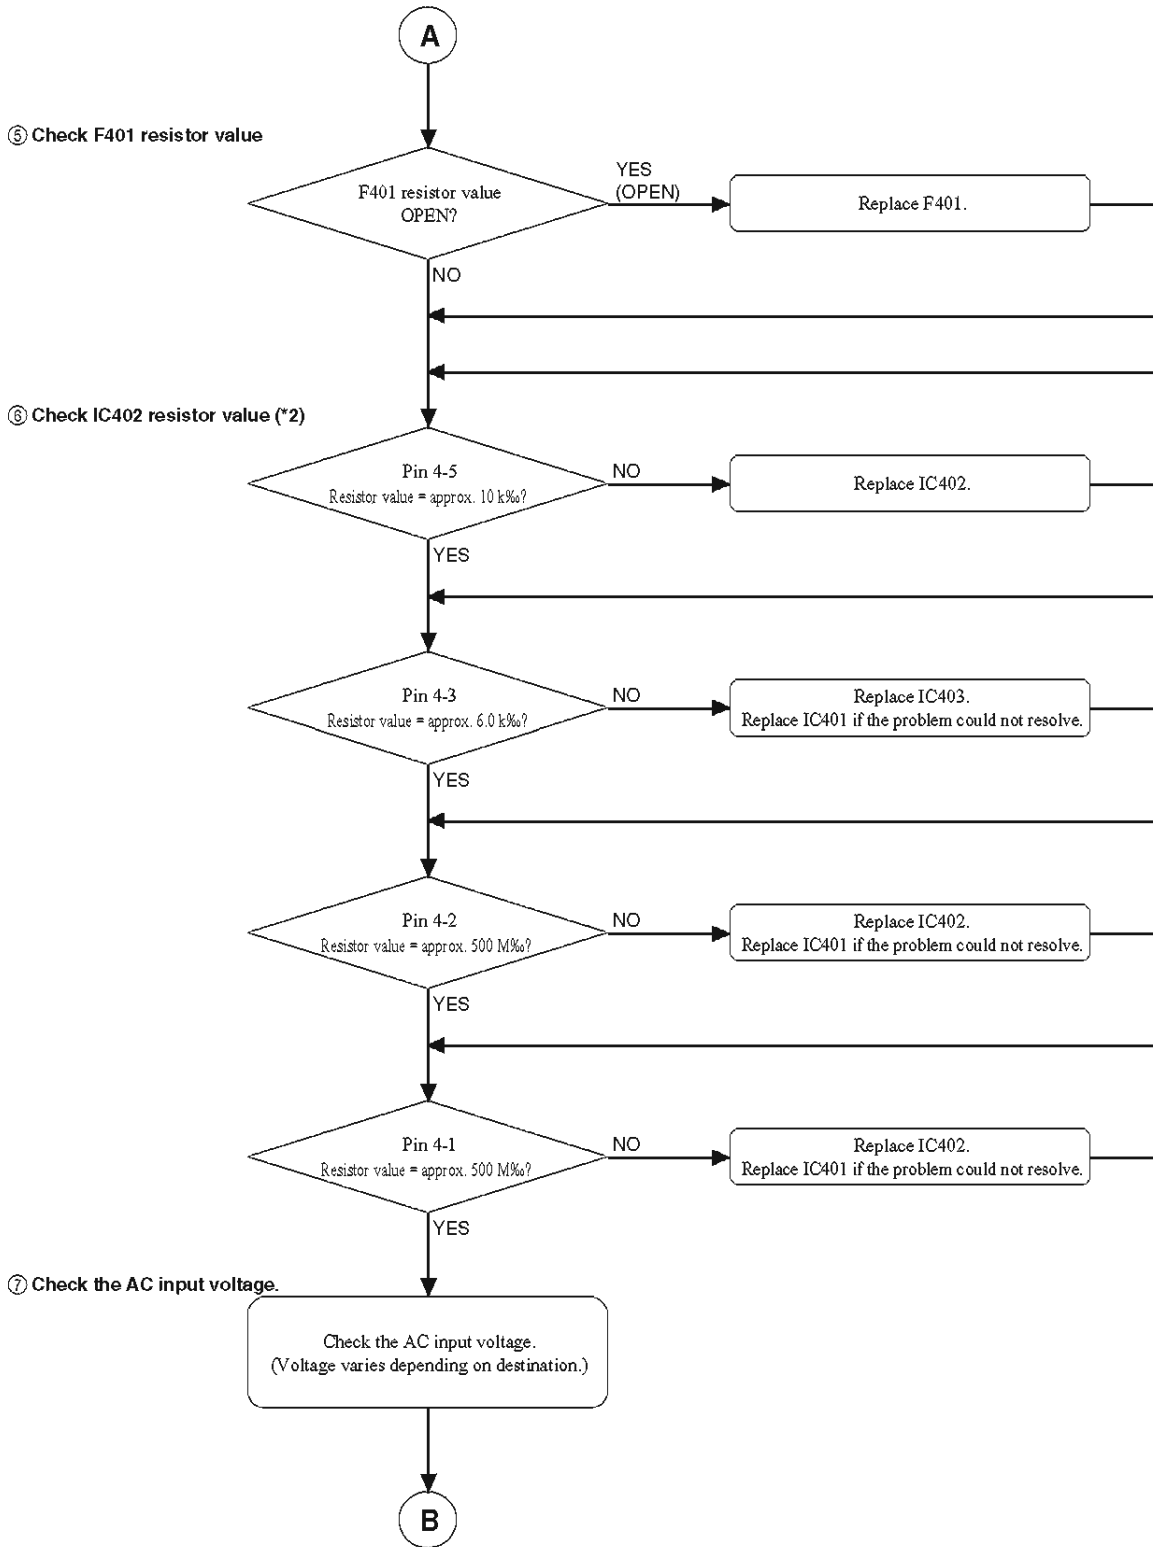 A
⑤ Check F401 resistor value
F401 resistor value
OPEN?
YES
(OPEN)
Replace F401.
NO
⑥ Check IC402 resistor value (*2)
Pin 4-5
Resistor value = approx. 10 k‰?
NO
Replace IC402.
YES
Pin 4-3
Resistor value = approx. 6.0 k‰?
NO
Replace IC403.
Replace IC401 if the problem could not resolve.
YES
Pin 4-2
Resistor value = approx. 500 M‰?
NO
Replace IC402.
Replace IC401 if the problem could not resolve.
YES
Pin 4-1
Resistor value = approx. 500 M‰?
NO
Replace IC402.
Replace IC401 if the problem could not resolve.
YES
⑦ Check the AC input voltage.
Check the AC input voltage.
(Voltage varies depending on destination.)
B